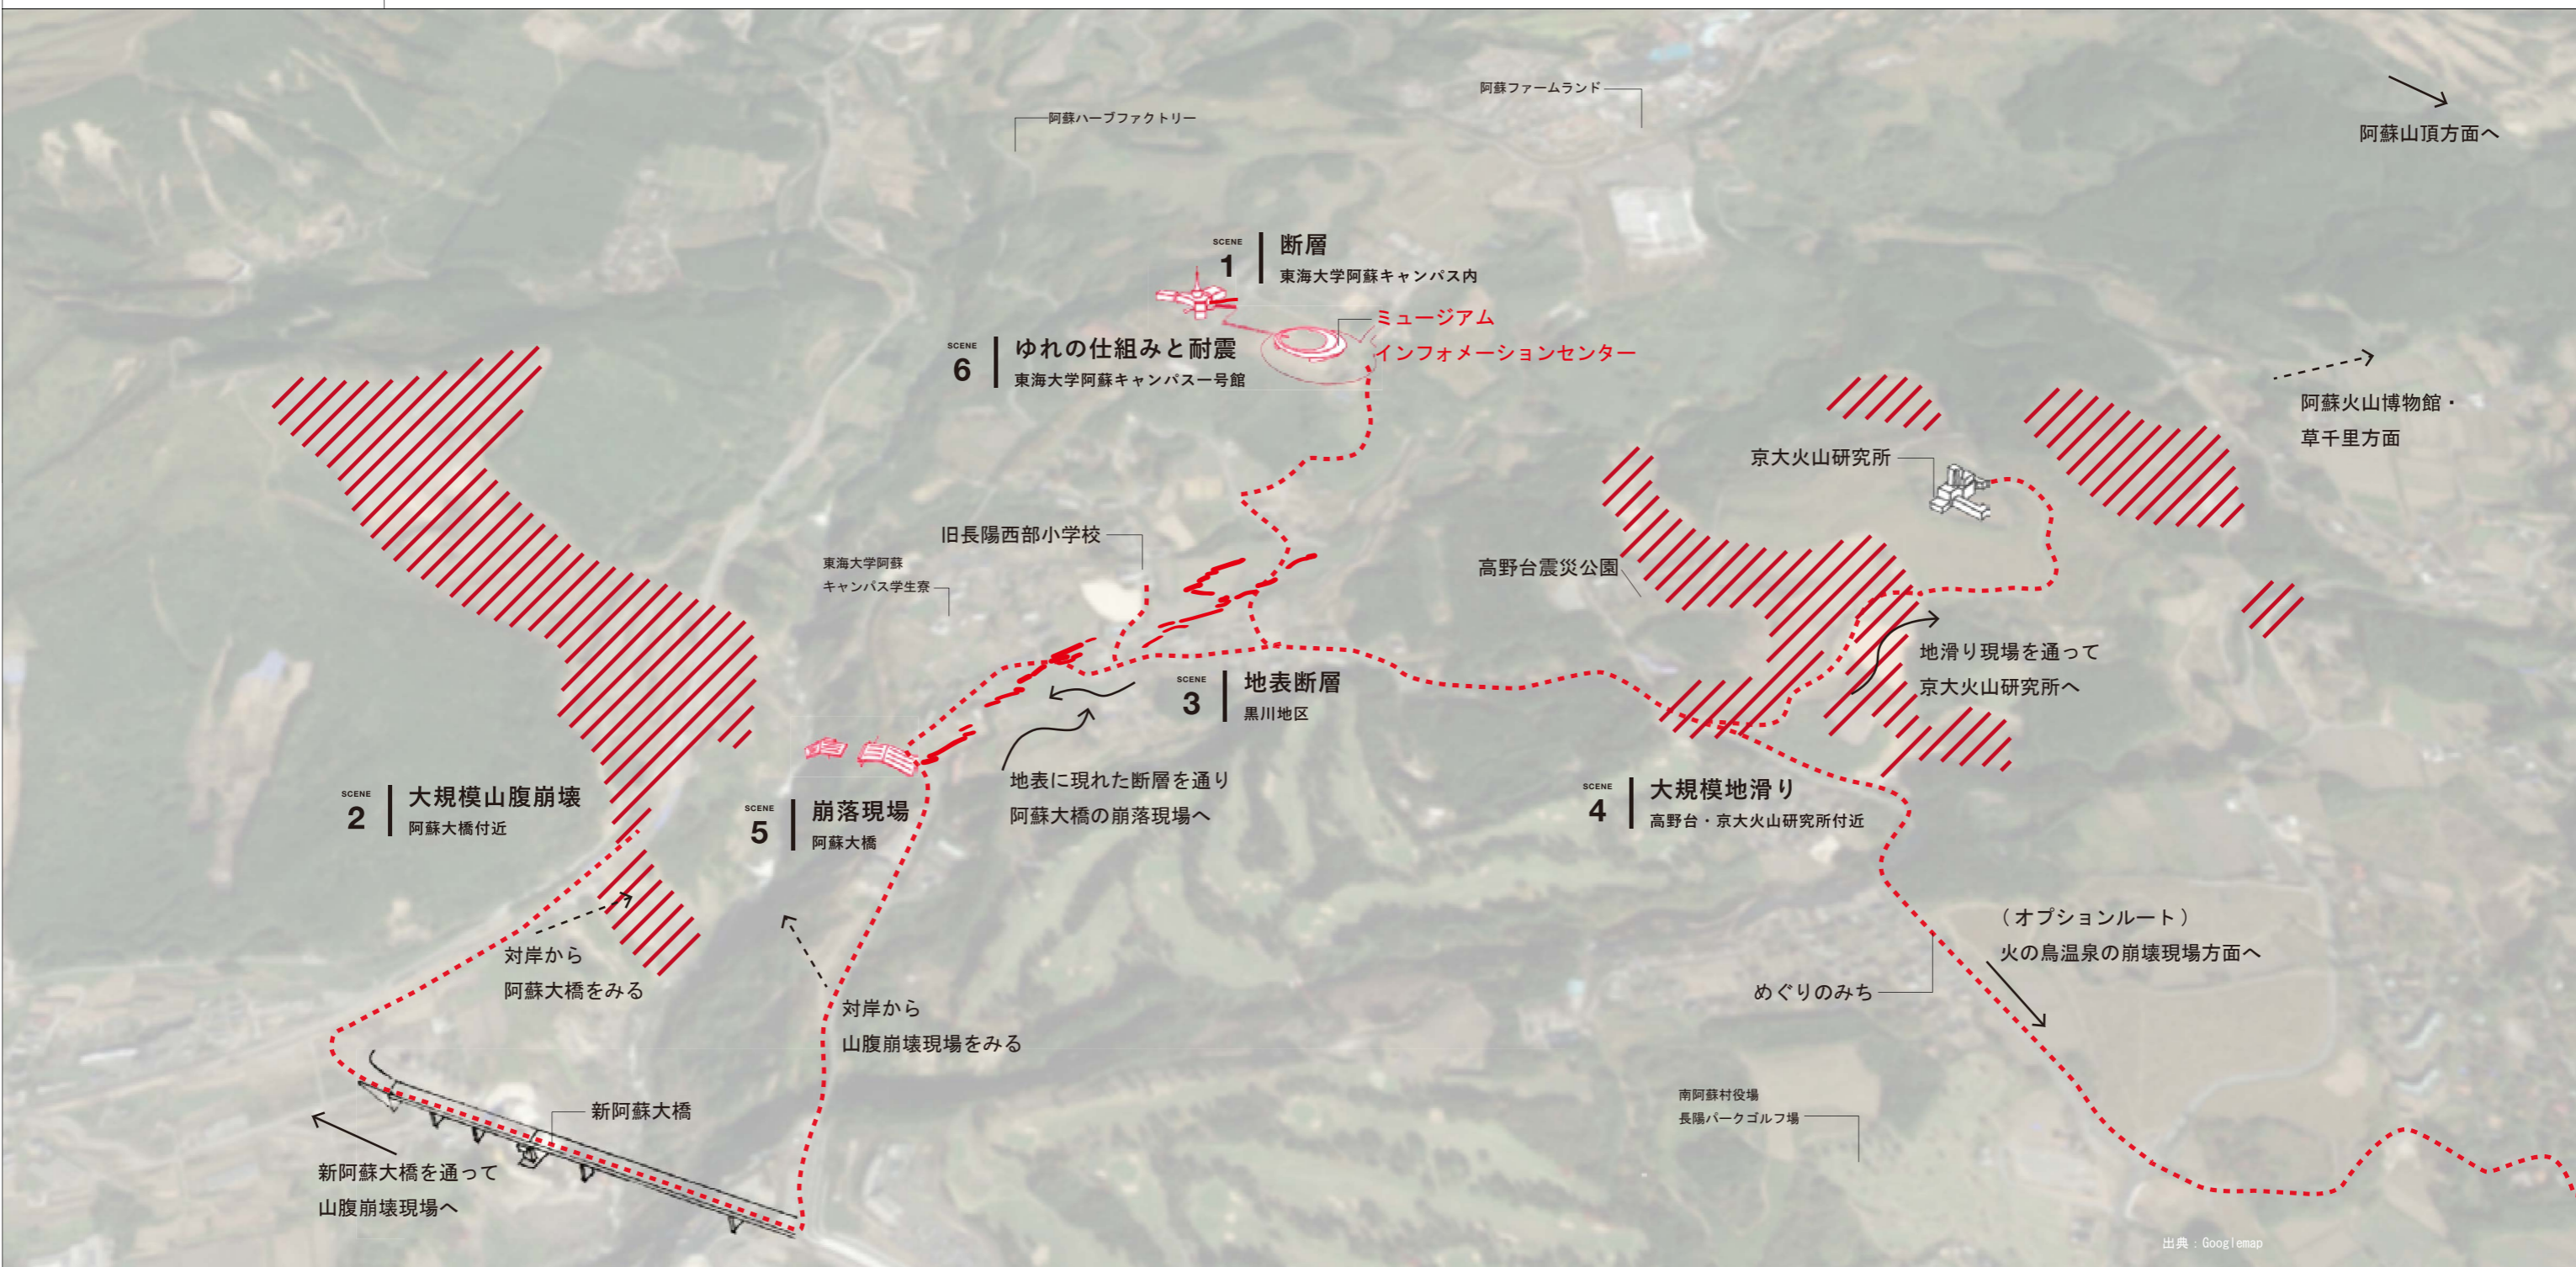 阿蘇ファームランド
阿蘇ハーブファクトリー
阿蘇山頂方面へ
SCENE
1
断層
東海大学阿蘇キャンパス内
ミュージアム
インフォメーションセンター
SCENE
6
ゆれの仕組みと耐震
東海大学阿蘇キャンパス一号館
阿蘇火山博物館・
草千里方面
京大火山研究所
旧長陽西部小学校
東海大学阿蘇
キャンパス学生寮
高野台震災公園
地滑り現場を通って
京大火山研究所へ
SCENE
3
地表断層
黒川地区
地表に現れた断層を通り
阿蘇大橋の崩落現場へ
SCENE
2
大規模山腹崩壊
阿蘇大橋付近
SCENE
5
崩落現場
阿蘇大橋
SCENE
4
大規模地滑り
高野台・京大火山研究所付近
対岸から
阿蘇大橋をみる
対岸から
山腹崩壊現場をみる
（オプションルート）
火の鳥温泉の崩壊現場方面へ
めぐりのみち
新阿蘇大橋
新阿蘇大橋を通って
山腹崩壊現場へ
南阿蘇村役場
長陽パークゴルフ場
出典：Googlemap